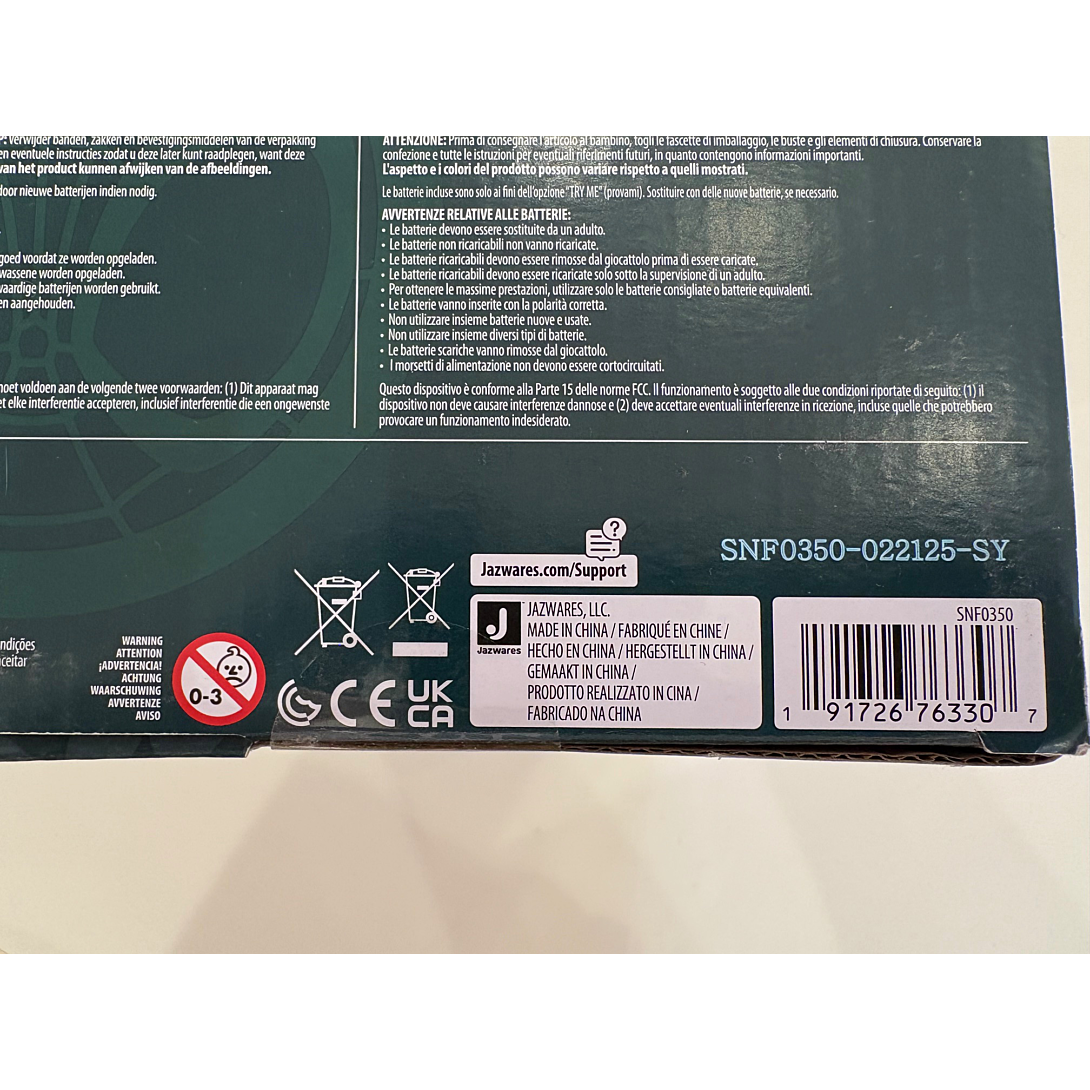 P: Verwijder banden, zakken en bevestigingsmiddelen van de verpakking
en eventuele instructies zodat u deze later kunt raadplegen, want deze
van het product kunnen afwijken van de afbeeldingen.
door nieuwe batterijen indien nodig.
goed voordat ze worden opgeladen.
wassene worden opgeladen.
vaardige batterijen worden gebruikt.
en aangehouden.
moet voldoen aan de volgende twee voorwaarden: (1) Dit apparaat mag
et elke interferentie accepteren, inclusief interferentie die een ongewenste
ATTENZIONE: Prima di consegnare l'articolo al bambino, togli le fascette di imballaggio, le buste e gli elementi di chiusura. Conservare la
confezione e tutte le istruzioni per eventuali riferimenti futuri, in quanto contengono informazioni importanti.
L'aspetto e i colori del prodotto possono variare rispetto a quelli mostrati.
Le batterie incluse sono solo ai fini dell'opzione "TRY ME" (provami). Sostituire con delle nuove batterie, se necessario.
AVVERTENZE RELATIVE ALLE BATTERIE:
• Le batterie devono essere sostituite da un adulto.
• Le batterie non ricaricabili non vanno ricaricate.
• Le batterie ricaricabili devono essere rimosse dal giocattolo prima di essere caricate.
• Le batterie ricaricabili devono essere ricaricate solo sotto la supervisione di un adulto.
• Per ottenere le massime prestazioni, utilizzare solo le batterie consigliate o batterie equivalenti.
• Le batterie vanno inserite con la polarità corretta.
• Non utilizzare insieme batterie nuove e usate.
• Non utilizzare insieme diversi tipi di batterie.
• Le batterie scariche vanno rimosse dal giocattolo.
• I morsetti di alimentazione non devono essere cortocircuitati.
Questo dispositivo è conforme alla Parte 15 delle norme FCC. Il funzionamento è soggetto alle due condizioni riportate di seguito: (1) il
dispositivo non deve causare interferenze dannose e (2) deve accettare eventuali interferenze in ricezione, incluse quelle che potrebbero
provocare un funzionamento indesiderato.
ndições
ceitar
WARNING
ATTENTION
¡ADVERTENCIA!
ACHTUNG
WAARSCHUWING
AVVERTENZE
AVISO
0-3
CE
UK
CA
?
Jazwares.com/Support
J
Jazwares
JAZWARES, LLC.
MADE IN CHINA / FABRIQUÉ EN CHINE /
HECHO EN CHINA / HERGESTELLT IN CHINA /
GEMAAKT IN CHINA /
PRODOTTO REALIZZATO IN CINA /
FABRICADO NA CHINA
SNF0350-022125-SY
SNF0350
1 91726 76330 7